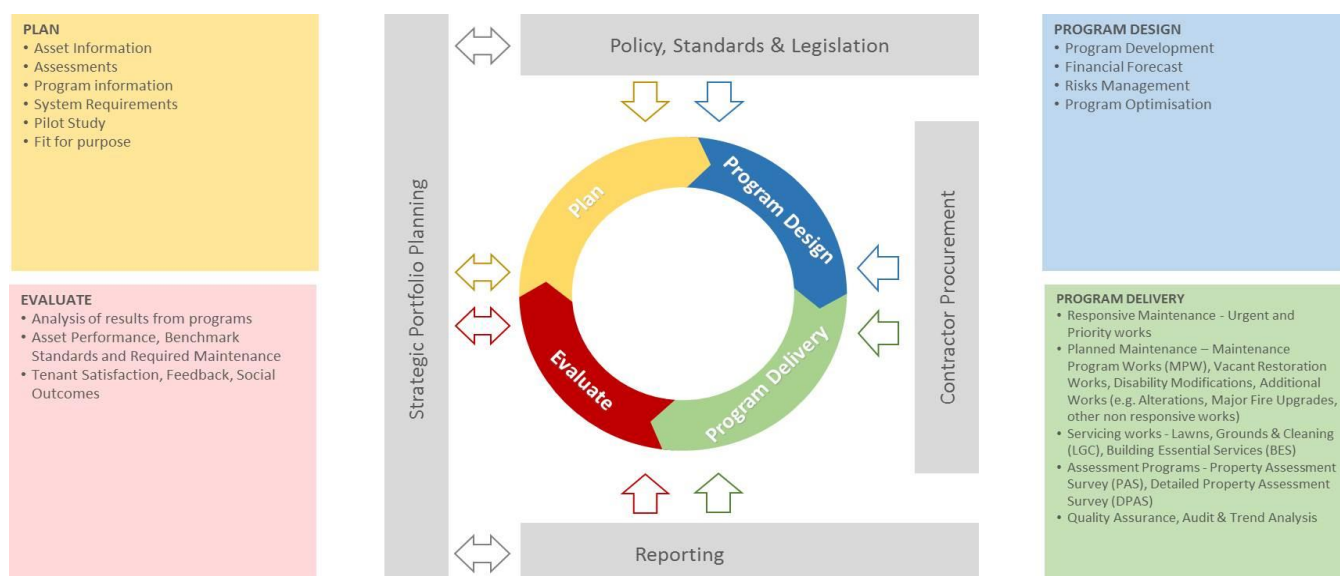 PLAN
• Asset Information
• Assessments
• Program information
• System Requirements
• Pilot Study
• Fit for purpose
EVALUATE
• Analysis of results from programs
• Asset Performance, Benchmark
Standards and Required Maintenance
• Tenant Satisfaction, Feedback, Social
Outcomes
Strategic Portfolio Planning
Policy, Standards & Legislation
Plan
Program Design
Evaluate
Program Delivery
Contractor Procurement
Reporting
PROGRAM DESIGN
• Program Development
• Financial Forecast
• Risks Management
• Program Optimisation
PROGRAM DELIVERY
• Responsive Maintenance - Urgent and
Priority works
• Planned Maintenance – Maintenance
Program Works (MPW), Vacant Restoration
Works, Disability Modifications, Additional
Works (e.g. Alterations, Major Fire Upgrades,
other non responsive works)
• Servicing works - Lawns, Grounds & Cleaning
(LGC), Building Essential Services (BES)
• Assessment Programs - Property Assessment
Survey (PAS), Detailed Property Assessment
Survey (DPAS)
• Quality Assurance, Audit & Trend Analysis